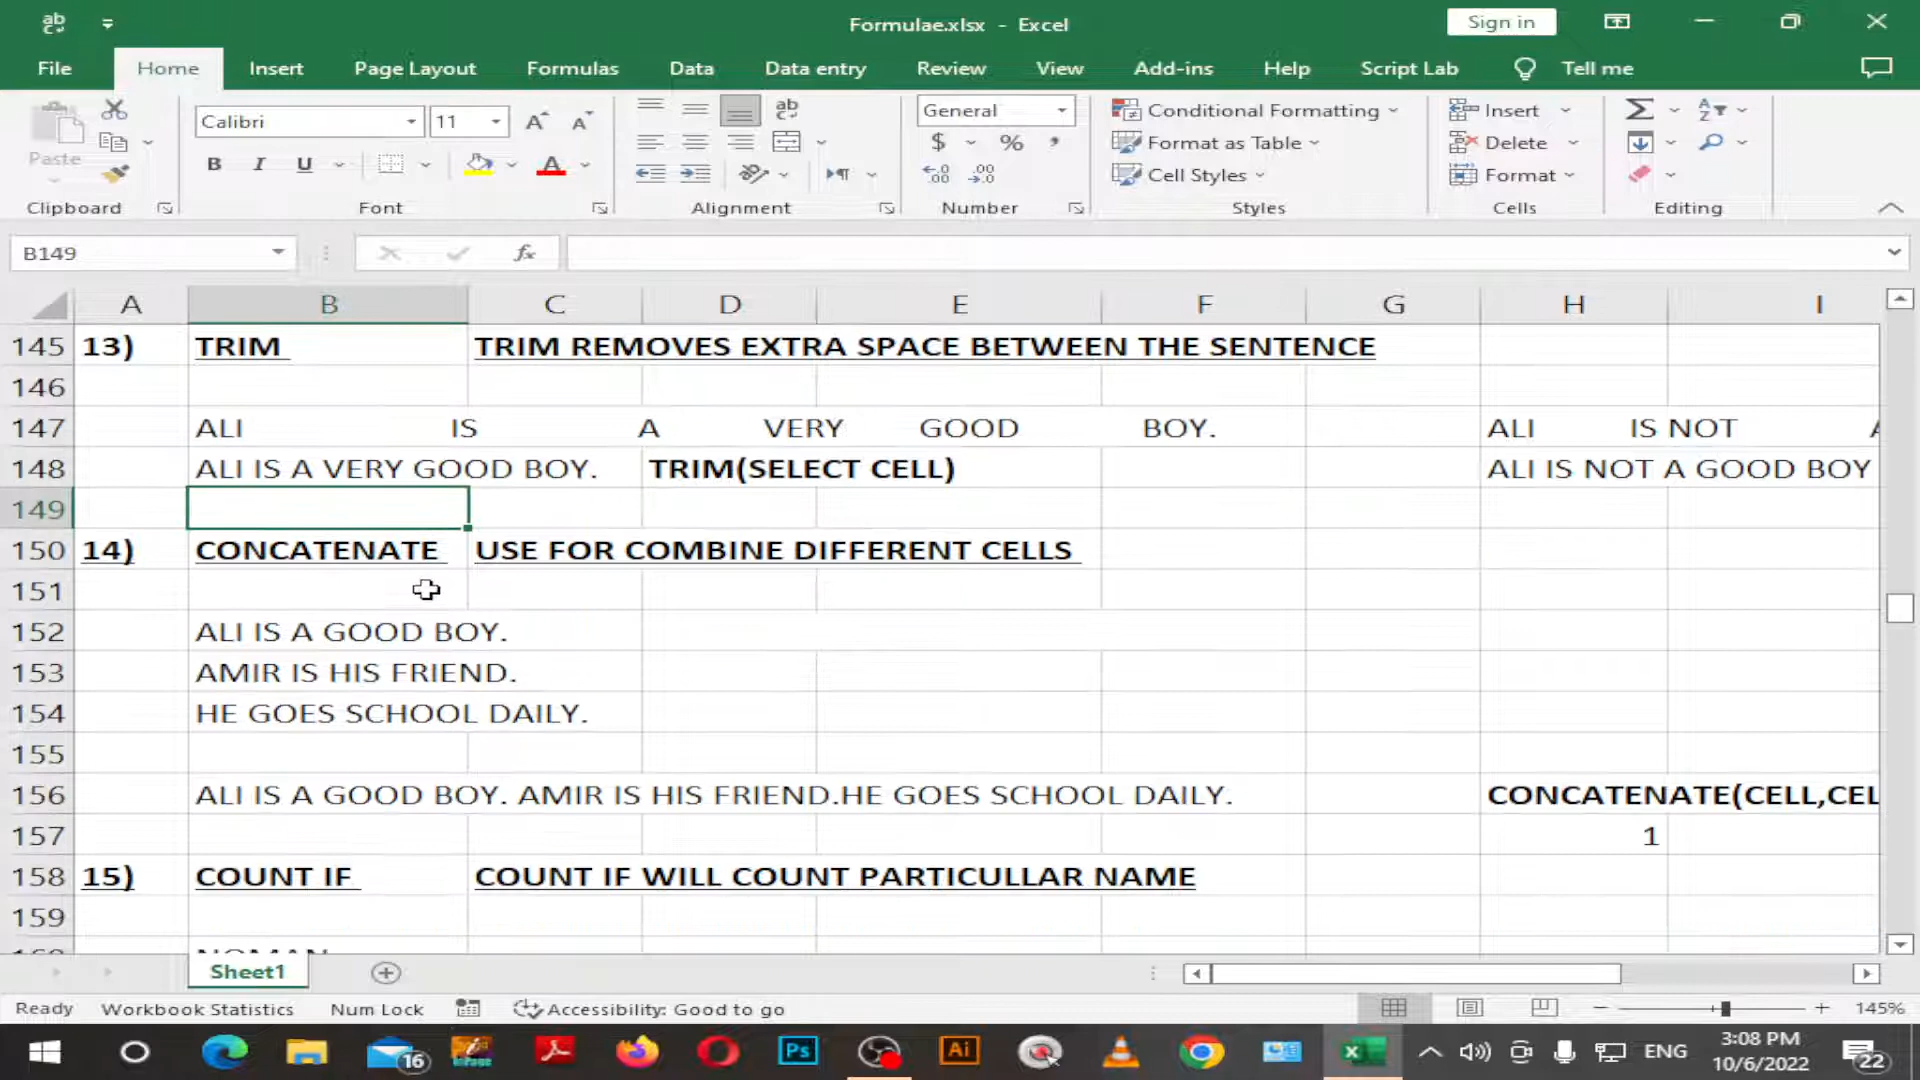 Formulae.xlsx - Excel
Sign in
File Home Insert Page Layout Formulas Data Data entry Review View Add-ins Help Script Lab Tell me
Paste
Calibri 11
General
Conditional Formatting
Format as Table
Cell Styles
Insert
Delete
Format
Clipboard Font Alignment Number Styles Cells Editing
B149
A B C D E F G H I
145 13) TRIM TRIM REMOVES EXTRA SPACE BETWEEN THE SENTENCE
146
147 ALI IS A VERY GOOD BOY. ALI IS NOT A
148 ALI IS A VERY GOOD BOY. TRIM(SELECT CELL) ALI IS NOT A GOOD BOY
149
150 14) CONCATENATE USE FOR COMBINE DIFFERENT CELLS
151
152 ALI IS A GOOD BOY.
153 AMIR IS HIS FRIEND.
154 HE GOES SCHOOL DAILY.
155
156 ALI IS A GOOD BOY. AMIR IS HIS FRIEND.HE GOES SCHOOL DAILY. CONCATENATE(CELL,CEL
157 1
158 15) COUNT IF COUNT IF WILL COUNT PARTICULLAR NAME
159
Sheet1
Ready Workbook Statistics Num Lock Accessibility: Good to go 145%
16 Ps Ai ENG 3:08 PM 10/6/2022 22